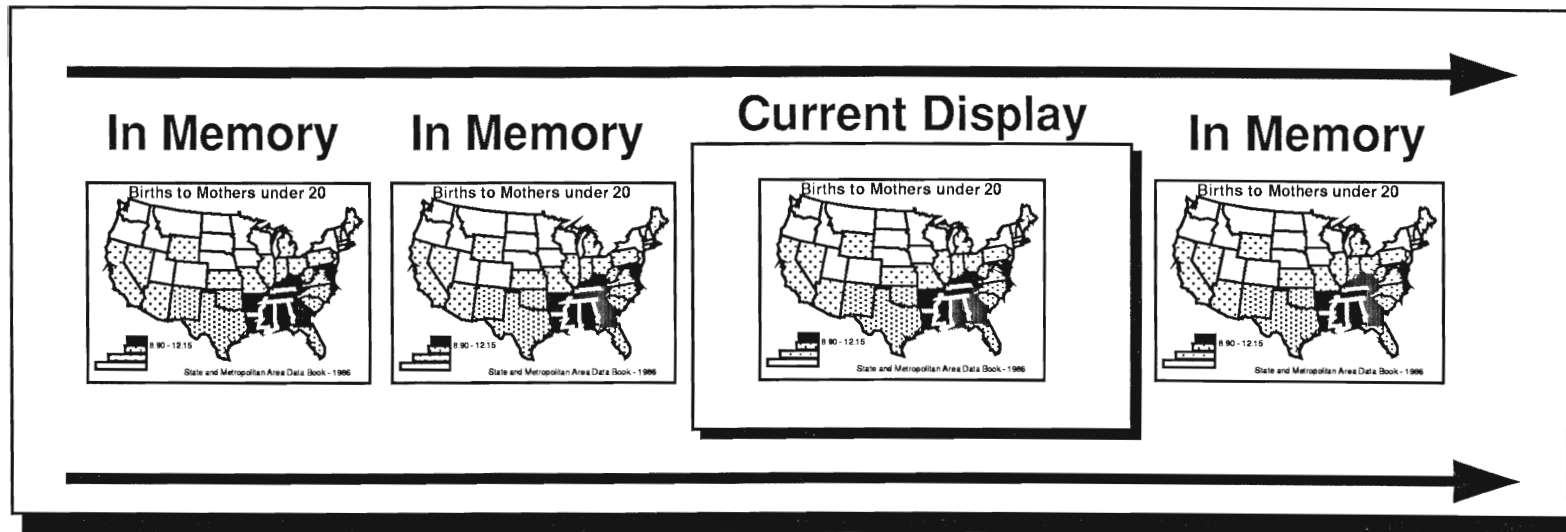 In Memory
In Memory
Current Display
In Memory
Births to Mothers under 20
8.90 - 12.15
State and Metropolitan Area Data Book - 1986
Births to Mothers under 20
8.90 - 12.15
State and Metropolitan Area Data Book - 1986
Births to Mothers under 20
8.90 - 12.15
State and Metropolitan Area Data Book - 1986
Births to Mothers under 20
8.90 - 12.15
State and Metropolitan Area Data Book - 1986